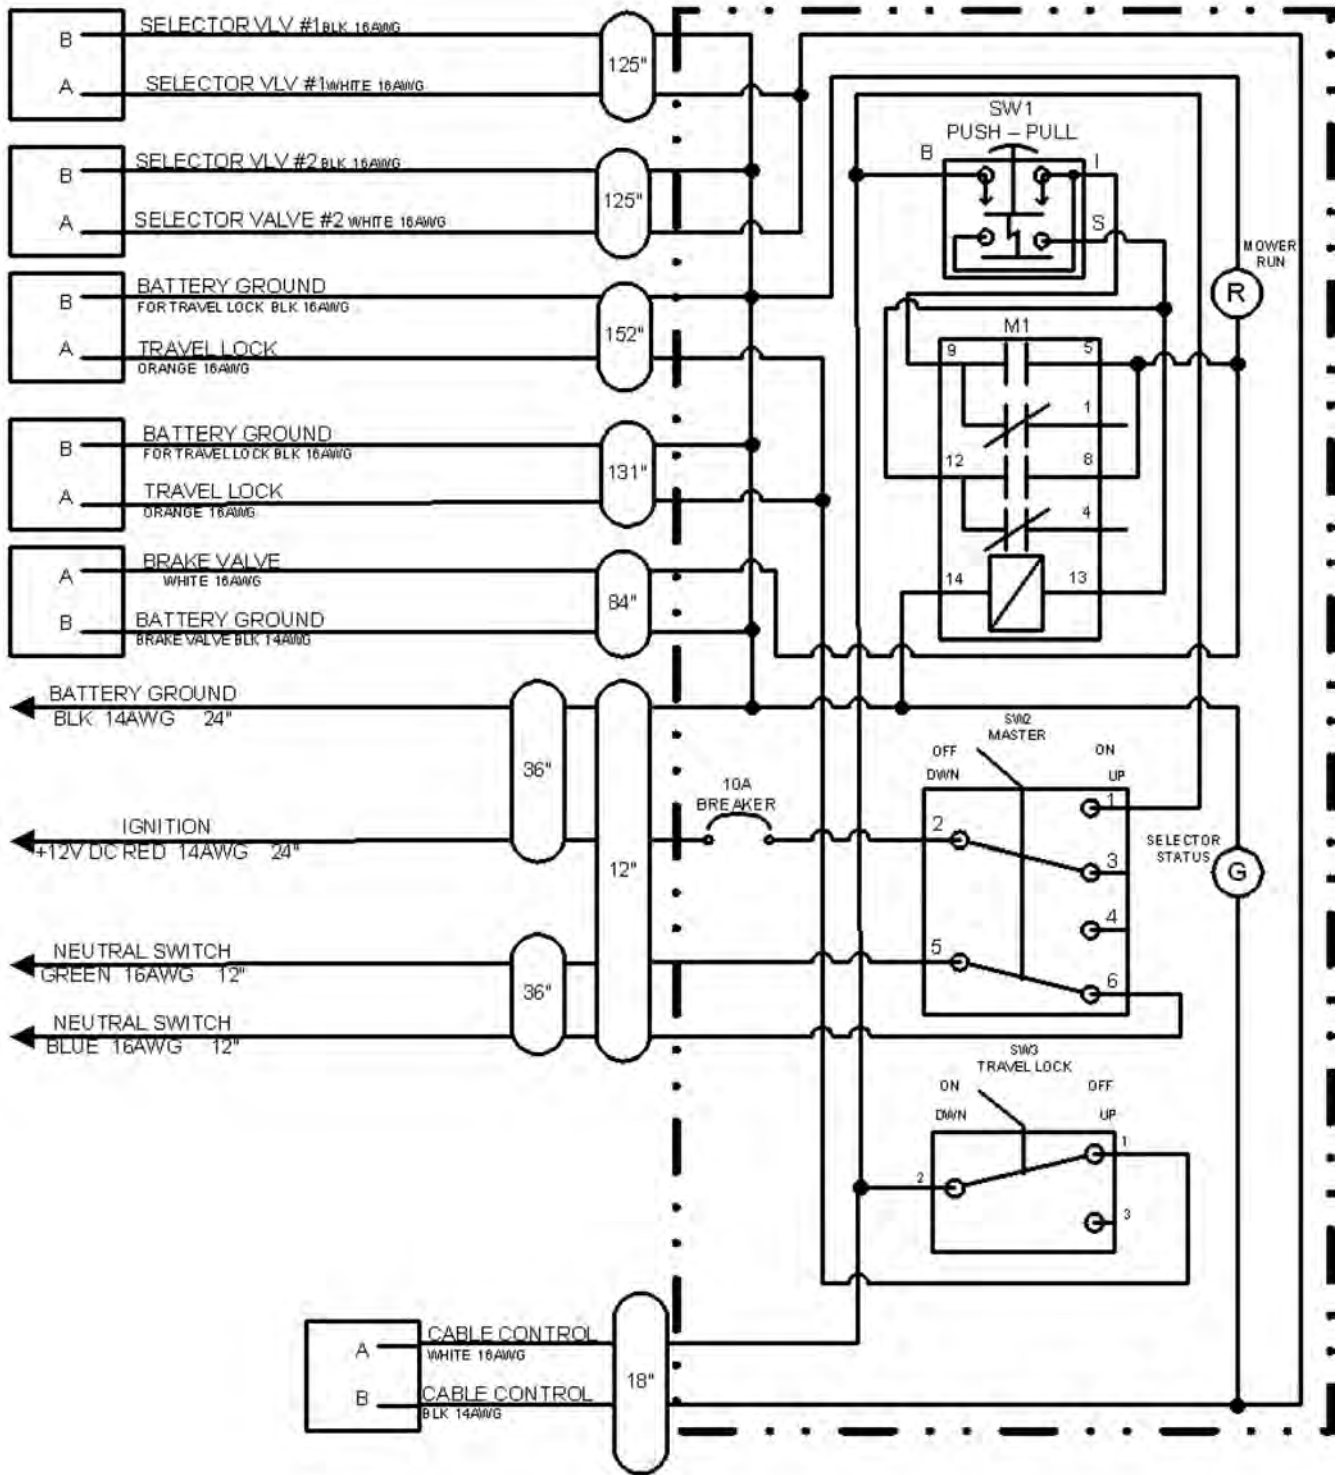 B SELECTOR VLV #1 BLK 16AWG
A SELECTOR VLV #1 WHITE 16AWG
125"
B SELECTOR VLV #2 BLK 16AWG
A SELECTOR VALVE #2 WHITE 16AWG
125"
B BATTERY GROUND
FOR TRAVEL LOCK BLK 16AWG
A TRAVEL LOCK
ORANGE 16AWG
152"
B BATTERY GROUND
FOR TRAVEL LOCK BLK 16AWG
A TRAVEL LOCK
ORANGE 16AWG
131"
A BRAKE VALVE
WHITE 16AWG
B BATTERY GROUND
BRAKE VALVE BLK 14AWG
84"
BATTERY GROUND
BLK 14AWG 24"
36"
IGNITION
+12V DC RED 14AWG 24"
12"
NEUTRAL SWITCH
GREEN 16AWG 12"
36"
NEUTRAL SWITCH
BLUE 16AWG 12"
A CABLE CONTROL
WHITE 16AWG
B CABLE CONTROL
BLK 14AWG
18"
SW1
PUSH - PULL
B I
S
MOWER
RUN
R
M1
9 5
1
12 8
4
14 13
10A
BREAKER
SW2
MASTER
OFF ON
DWN UP
1
2
3
4
5
6
SELECTOR
STATUS
G
SW3
TRAVEL LOCK
ON OFF
DWN UP
1
2
3